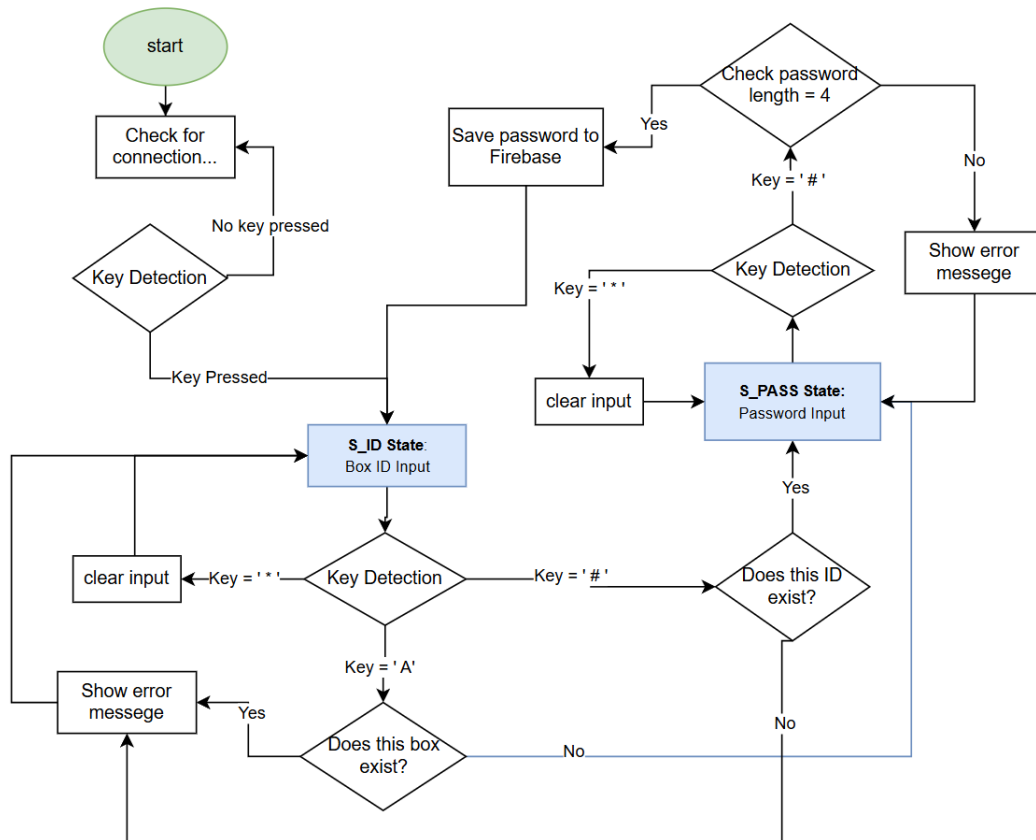 start
Check for
connection...
No key pressed
Key Detection
Key Pressed
Save password to
Firebase
Yes
Check password
length = 4
No
Key = ' # '
Show error
messege
Key Detection
Key = ' * '
clear input
S_PASS State:
Password Input
S_ID State:
Box ID Input
Yes
clear input
Key = ' * '
Key Detection
Key = ' # '
Does this ID
exist?
Key = ' A'
Show error
messege
Yes
Does this box
exist?
No
No